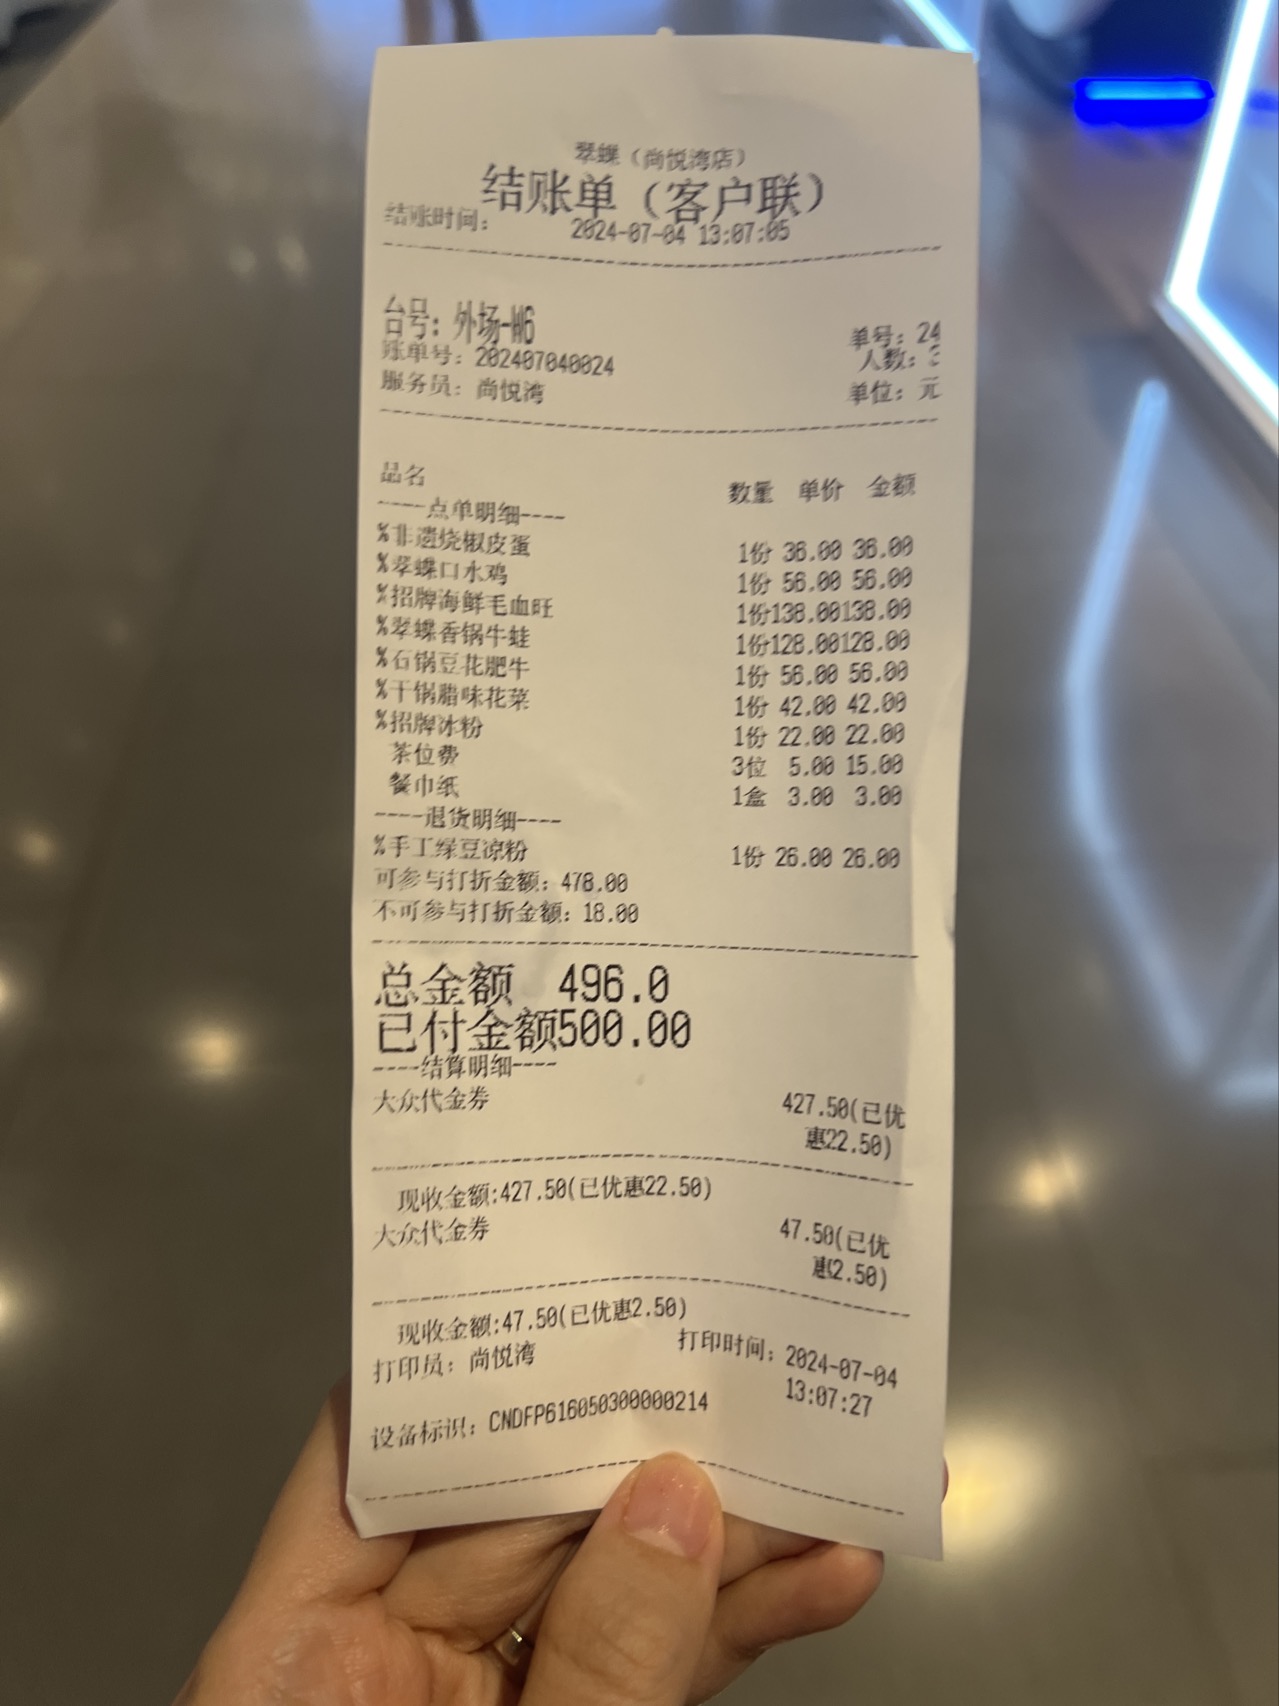 翠蝶（尚悦湾店）
结账单（客户联）
结账时间： 2024-07-04 13:07:05
台号：外场-W6 单号：24
账单号：202407040024 人数：3
服务员：尚悦湾 单位：元
品名 数量 单价 金额
----点单明细----
%非遗烧椒皮蛋 1份 36.00 36.00
%翠蝶口水鸡 1份 56.00 56.00
%招牌海鲜毛血旺 1份138.00138.00
%翠蝶香锅牛蛙 1份128.00128.00
%石锅豆花肥牛 1份 56.00 56.00
%干锅腊味花菜 1份 42.00 42.00
%招牌冰粉 1份 22.00 22.00
茶位费 3位 5.00 15.00
餐巾纸 1盒 3.00 3.00
----退货明细----
%手工绿豆凉粉 1份 26.00 26.00
可参与打折金额：478.00
不可参与打折金额：18.00
总金额 496.0
已付金额500.00
----结算明细----
大众代金券 427.50(已优
惠22.50)
现收金额:427.50(已优惠22.50)
大众代金券 47.50(已优
惠2.50)
现收金额:47.50(已优惠2.50)
打印员：尚悦湾 打印时间：2024-07-04
13:07:27
设备标识：CNDFP616050300000214